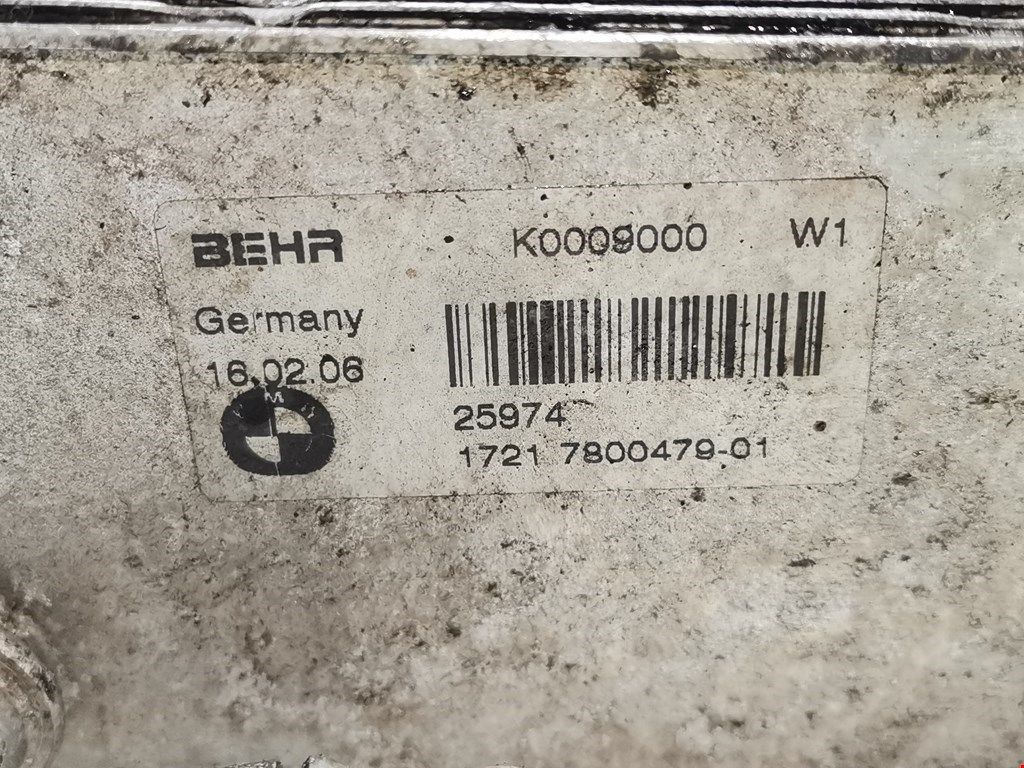 BEHR K0009000 W1
Germany
16.02.06
M
25974
1721 7800479-01